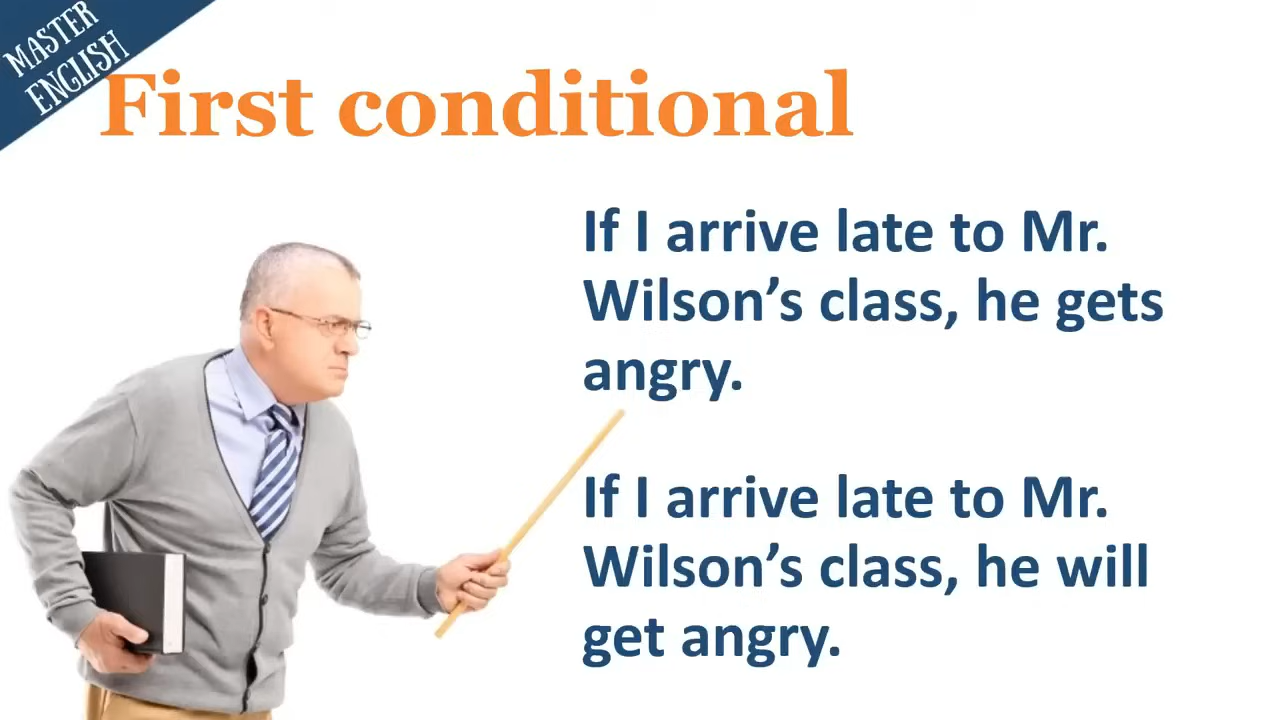 MASTER
ENGLISH
First conditional
If I arrive late to Mr.
Wilson’s class, he gets
angry.
If I arrive late to Mr.
Wilson’s class, he will
get angry.